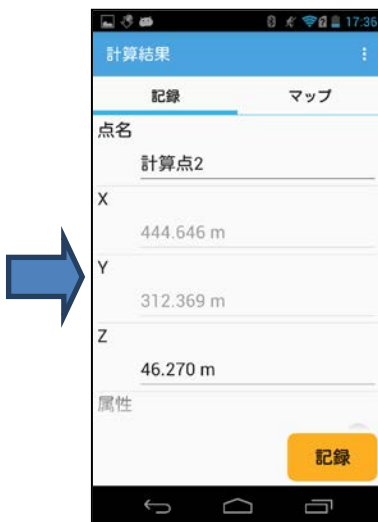 17:36
計算結果
記録 マップ
点名
計算点2
X
444.646 m
Y
312.369 m
Z
46.270 m
属性
記録